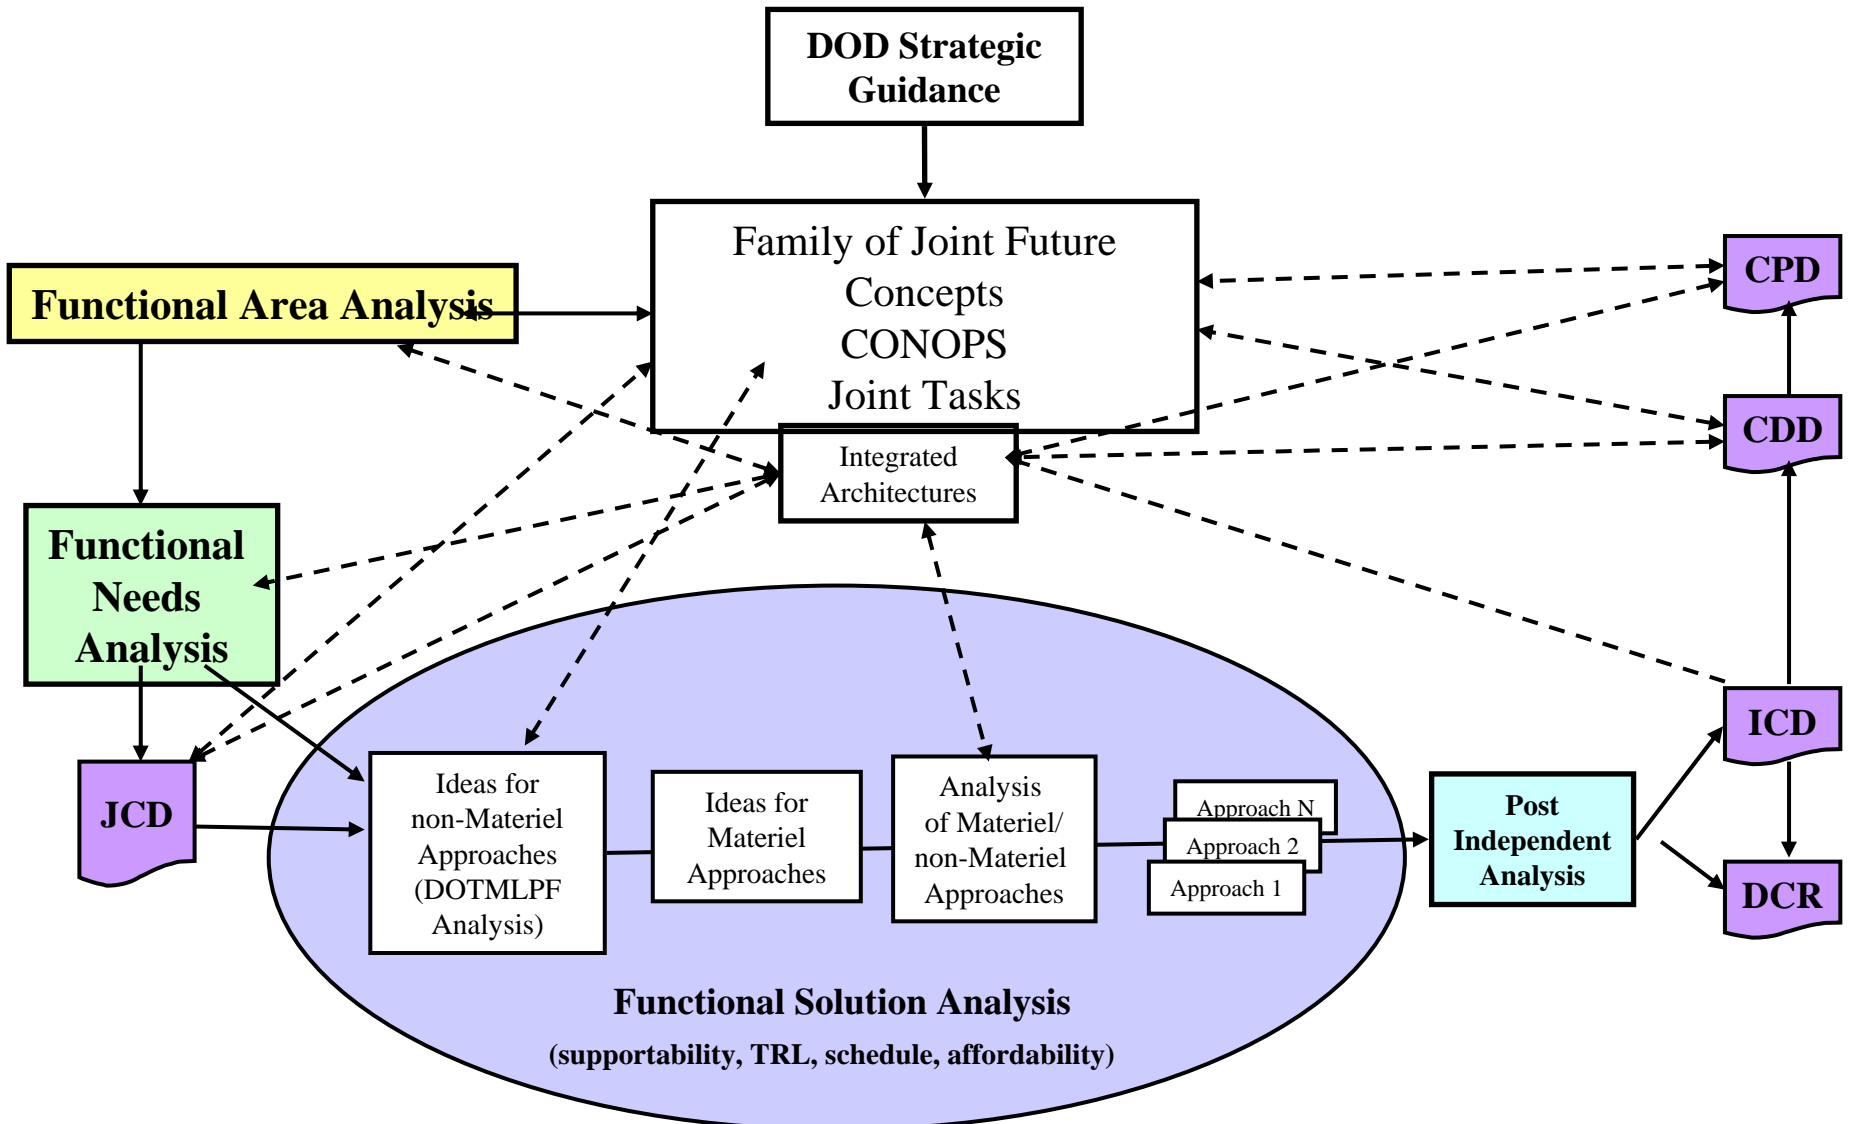 DOD Strategic
Guidance
Family of Joint Future
Concepts
CONOPS
Joint Tasks
Integrated
Architectures
Functional Area Analysis
Functional
Needs
Analysis
JCD
Ideas for
non-Materiel
Approaches
(DOTMLPF
Analysis)
Ideas for
Materiel
Approaches
Analysis
of Materiel/
non-Materiel
Approaches
Approach N
Approach 2
Approach 1
Functional Solution Analysis
(supportability, TRL, schedule, affordability)
Post
Independent
Analysis
CPD
CDD
ICD
DCR